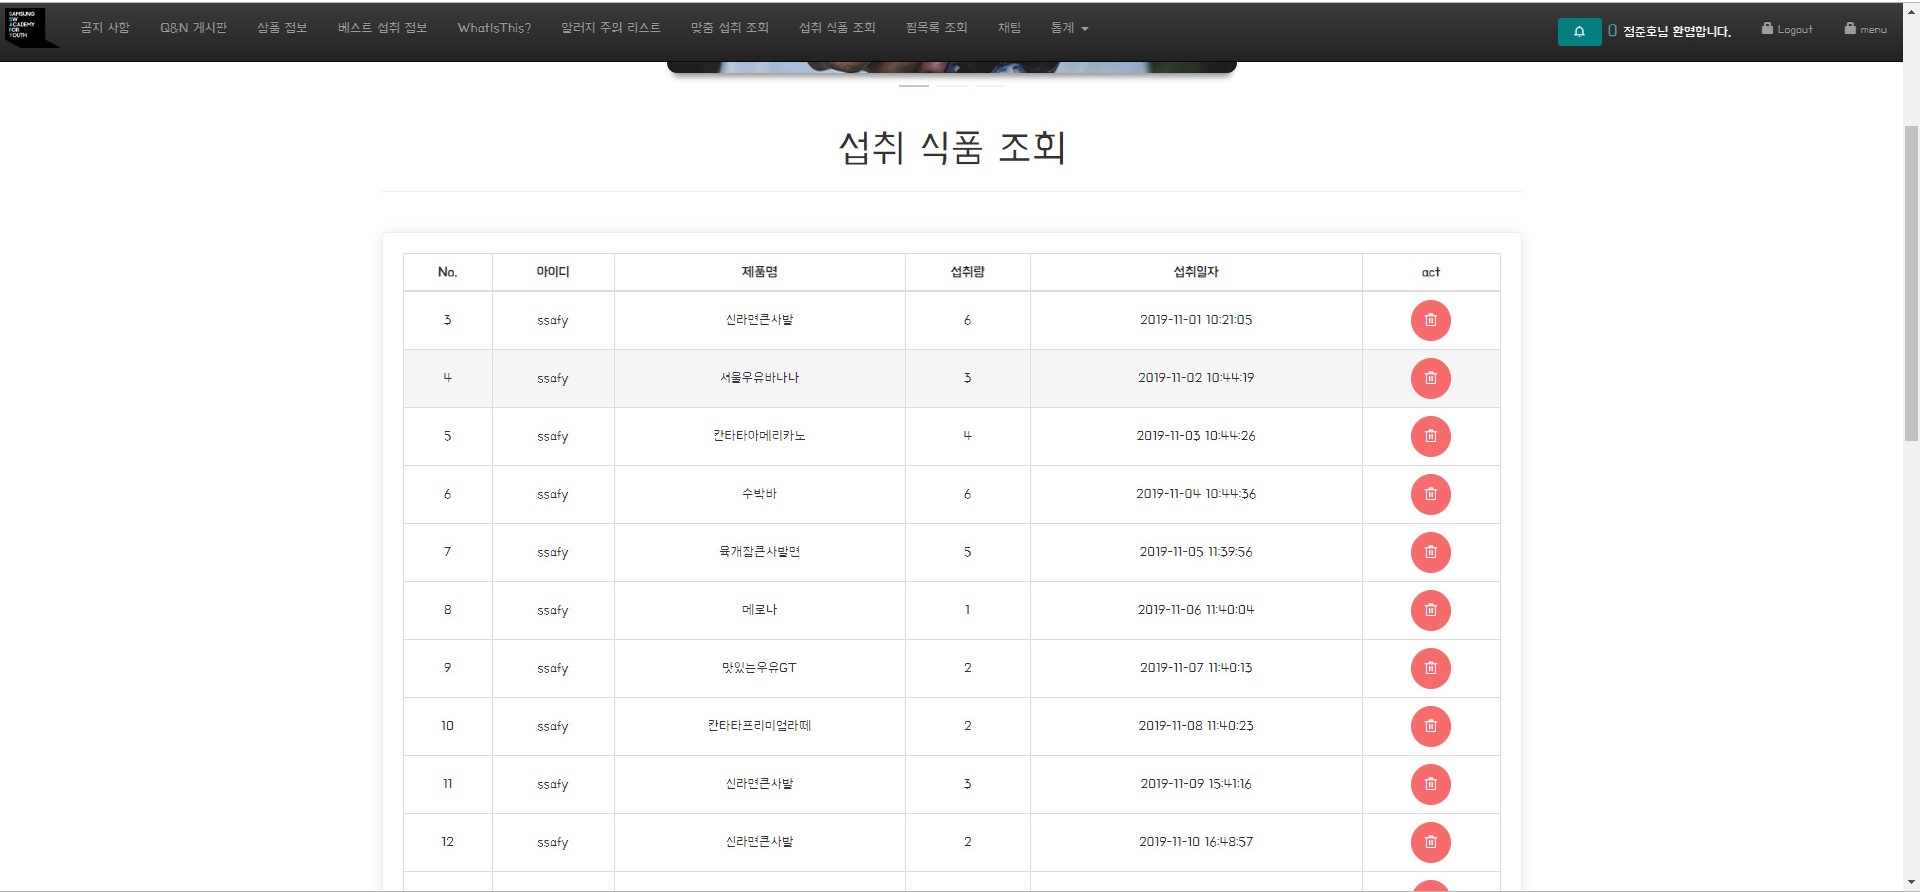 SAMSUNG
SW
ACADEMY
FOR
YOUTH
공지 사항 Q&N 게시판 상품 정보 베스트 섭취 정보 WhatIsThis? 알러지 주의 리스트 맞춤 섭취 조회 섭취 식품 조회 찜목록 조회 채팅 통계 0 점준호님 환영합니다. Logout menu
섭취 식품 조회
No. 아이디 제품명 섭취량 섭취일자 act
3 ssafy 신라면큰사발 6 2019-11-01 10:21:05
4 ssafy 서울우유바나나 3 2019-11-02 10:44:19
5 ssafy 칸타타아메리카노 4 2019-11-03 10:44:26
6 ssafy 수박바 6 2019-11-04 10:44:36
7 ssafy 육개장큰사발면 5 2019-11-05 11:39:56
8 ssafy 메로나 1 2019-11-06 11:40:04
9 ssafy 맛있는우유GT 2 2019-11-07 11:40:13
10 ssafy 칸타타프리미엄라떼 2 2019-11-08 11:40:23
11 ssafy 신라면큰사발 3 2019-11-09 15:41:16
12 ssafy 신라면큰사발 2 2019-11-10 16:48:57